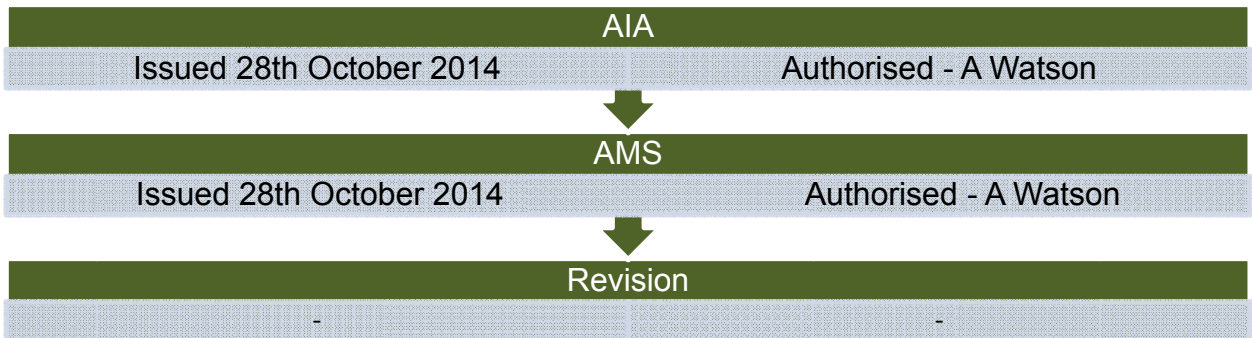 AIA
Issued 28th October 2014 Authorised - A Watson
AMS
Issued 28th October 2014 Authorised - A Watson
Revision
- -